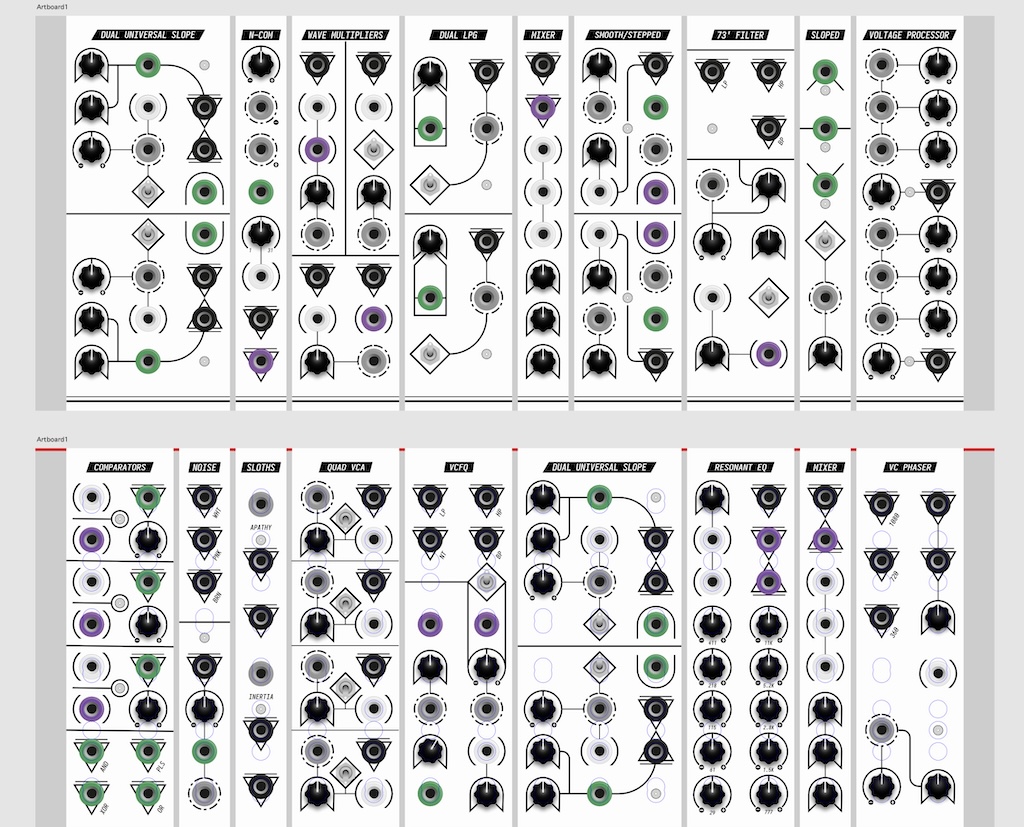 Artboard1
DUAL UNIVERSAL SLOPE
N-COM
WAVE MULTIPLIERS
DUAL LPG
MIXER
SMOOTH/STEPPED
73' FILTER
SLOPED
VOLTAGE PROCESSOR
LP
HP
BP
Artboard1
COMPARATORS
NOISE
SLOTHS
QUAD VCA
VCFQ
DUAL UNIVERSAL SLOPE
RESONANT EQ
MIXER
VC PHASER
WHT
LP
HP
1080
APATHY
PNK
NT
BP
720
BRN
360
INERTIA
AND
PLS
XOR
OR